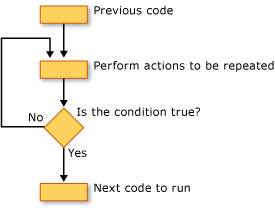 Previous code
Perform actions to be repeated
Is the condition true?
No
Yes
Next code to run